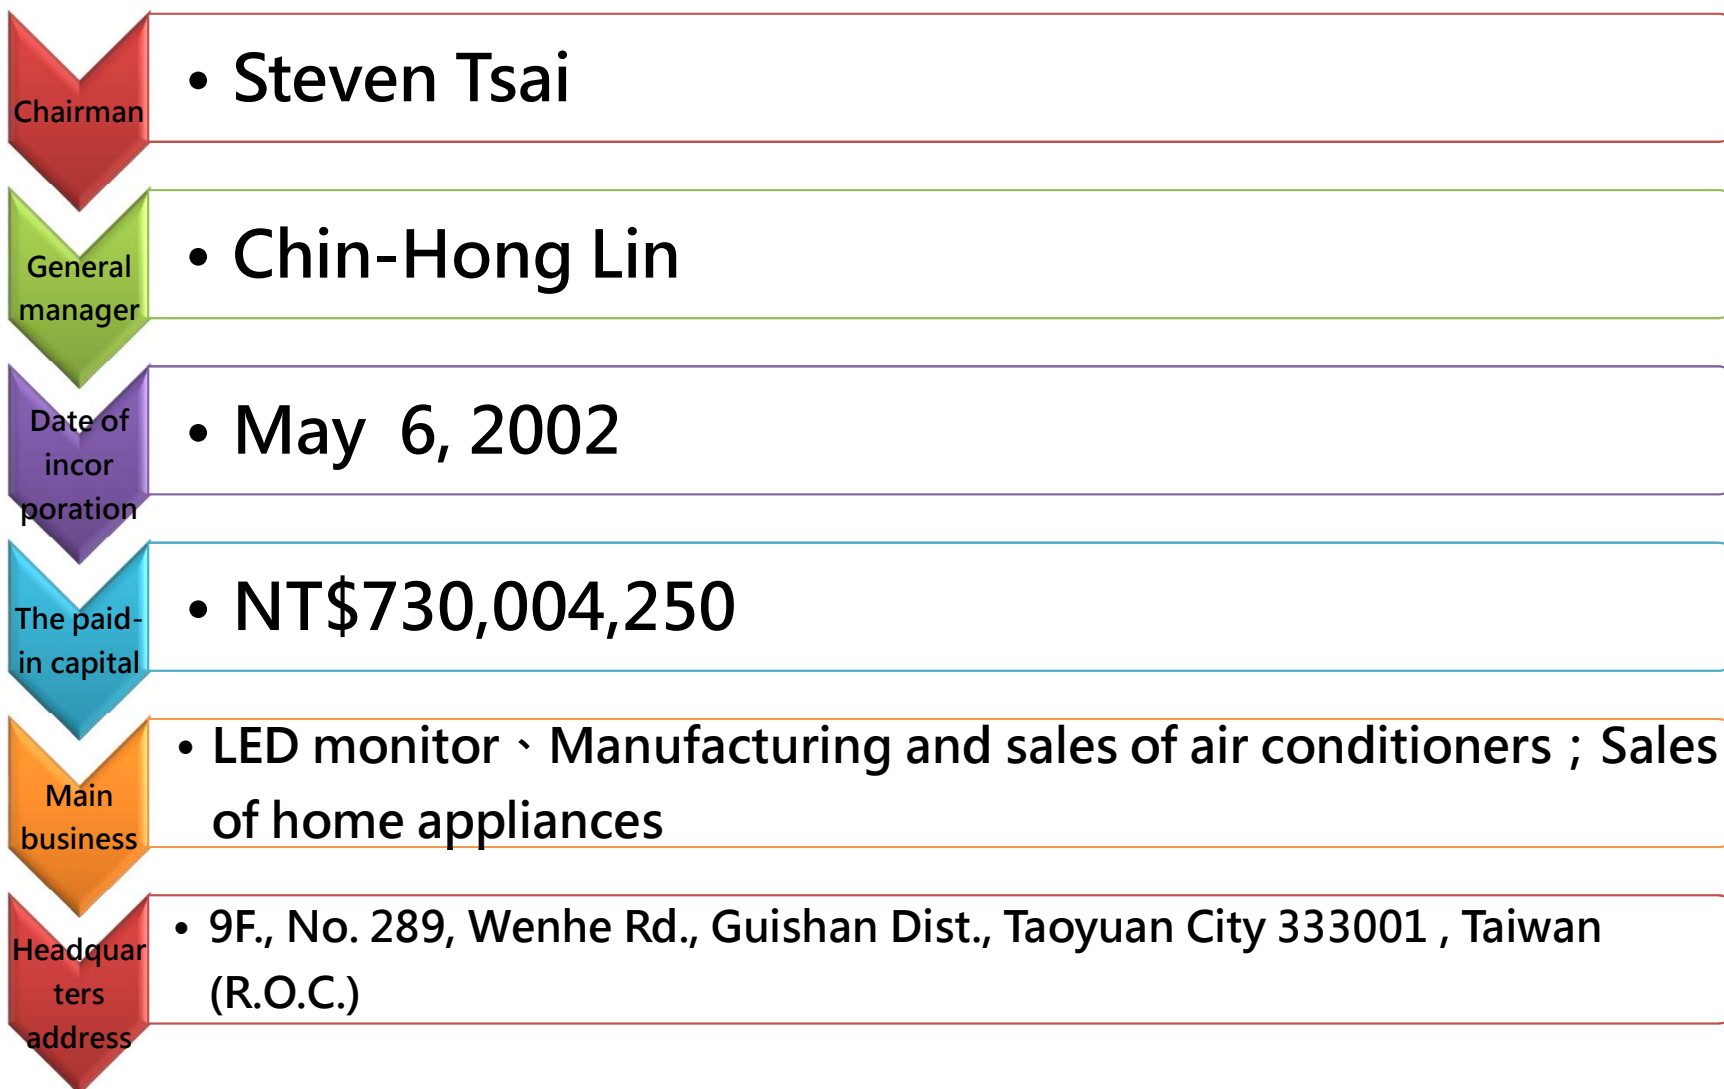 Chairman
• Steven Tsai
General
manager
• Chin-Hong Lin
Date of
incor
poration
• May  6, 2002
The paid-
in capital
• NT$730,004,250
Main
business
• LED monitor、Manufacturing and sales of air conditioners；Sales
of home appliances
Headquar
ters
address
• 9F., No. 289, Wenhe Rd., Guishan Dist., Taoyuan City 333001 , Taiwan
(R.O.C.)